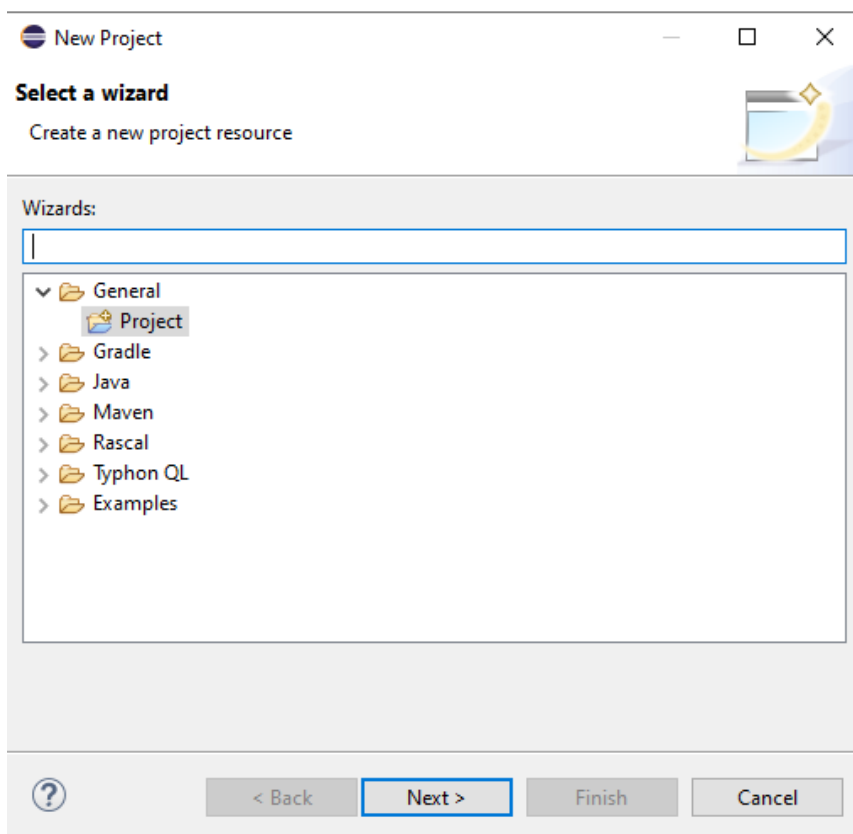 New Project
Select a wizard
Create a new project resource
Wizards:
General
Project
Gradle
Java
Maven
Rascal
Typhon QL
Examples
? < Back Next > Finish Cancel